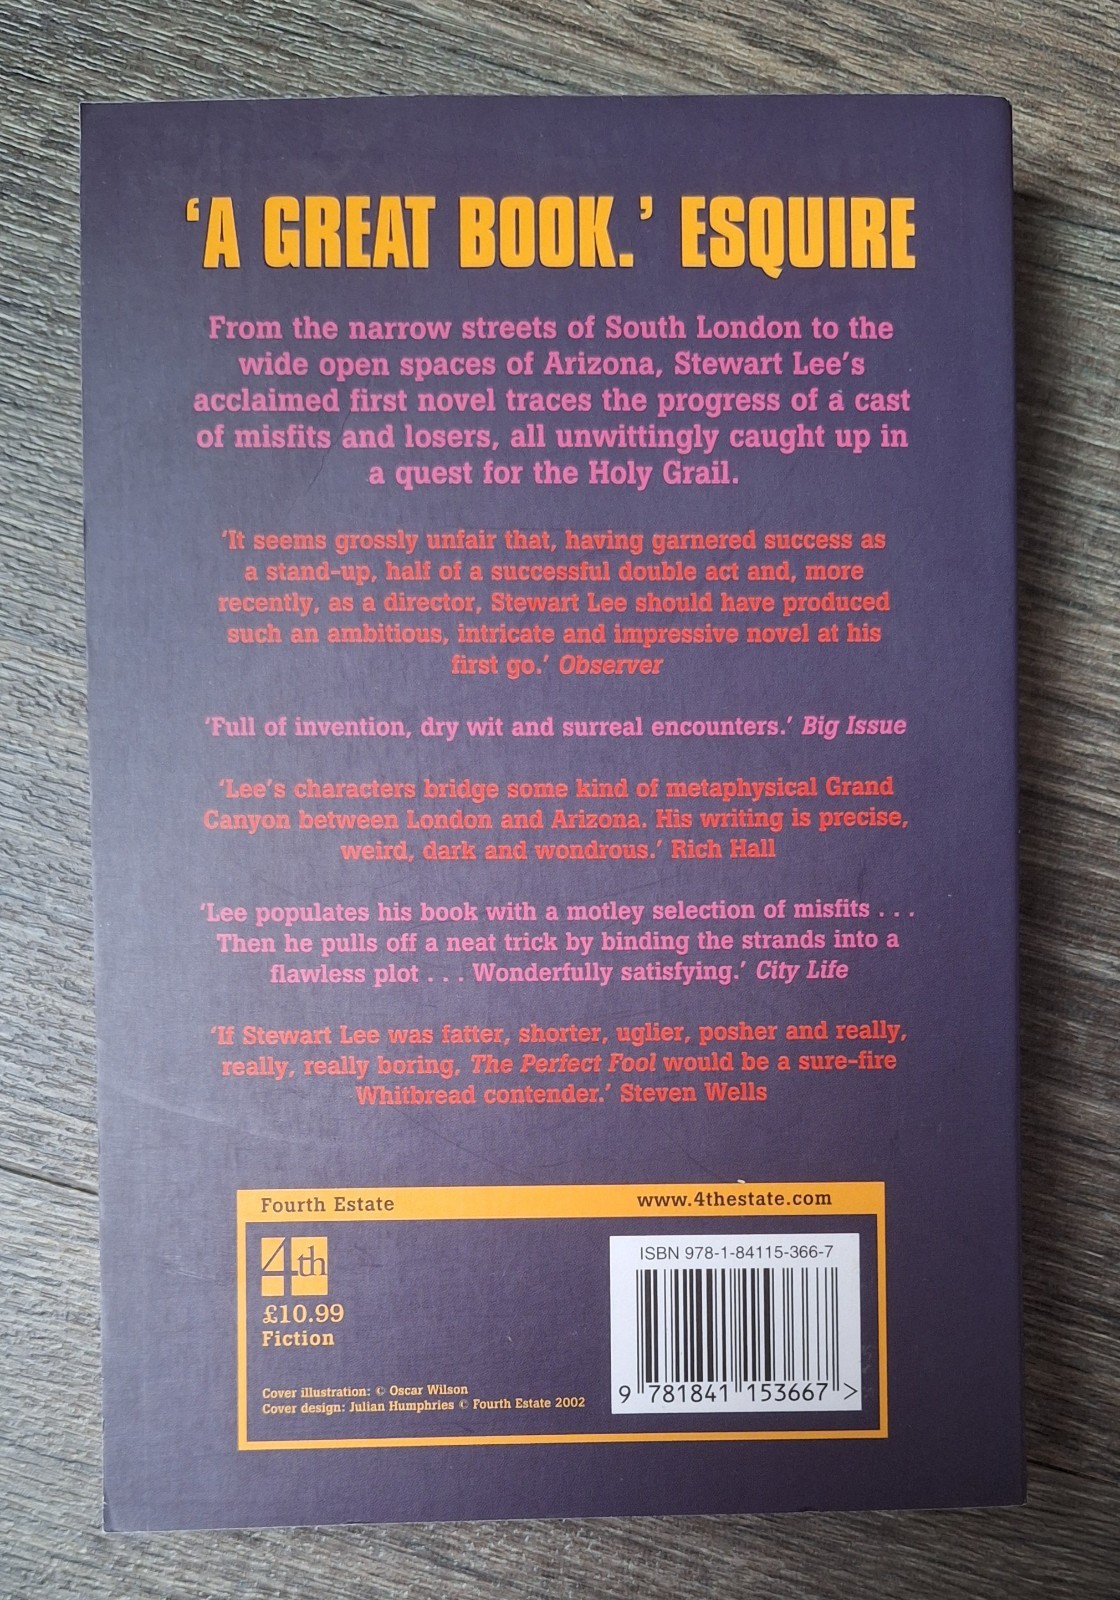 ‘A GREAT BOOK.’ ESQUIRE
From the narrow streets of South London to the
wide open spaces of Arizona, Stewart Lee’s
acclaimed first novel traces the progress of a cast
of misfits and losers, all unwittingly caught up in
a quest for the Holy Grail.
‘It seems grossly unfair that, having garnered success as
a stand-up, half of a successful double act and, more
recently, as a director, Stewart Lee should have produced
such an ambitious, intricate and impressive novel at his
first go.’ Observer
‘Full of invention, dry wit and surreal encounters.’ Big Issue
‘Lee’s characters bridge some kind of metaphysical Grand
Canyon between London and Arizona. His writing is precise,
weird, dark and wondrous.’ Rich Hall
‘Lee populates his book with a motley selection of misfits . . .
Then he pulls off a neat trick by binding the strands into a
flawless plot . . . Wonderfully satisfying.’ City Life
‘If Stewart Lee was fatter, shorter, uglier, posher and really,
really, really boring, The Perfect Fool would be a sure-fire
Whitbread contender.’ Steven Wells
Fourth Estate www.4thestate.com
4th
£10.99
Fiction
Cover illustration: © Oscar Wilson
Cover design: Julian Humphries © Fourth Estate 2002
ISBN 978-1-84115-366-7
9 781841 153667 >